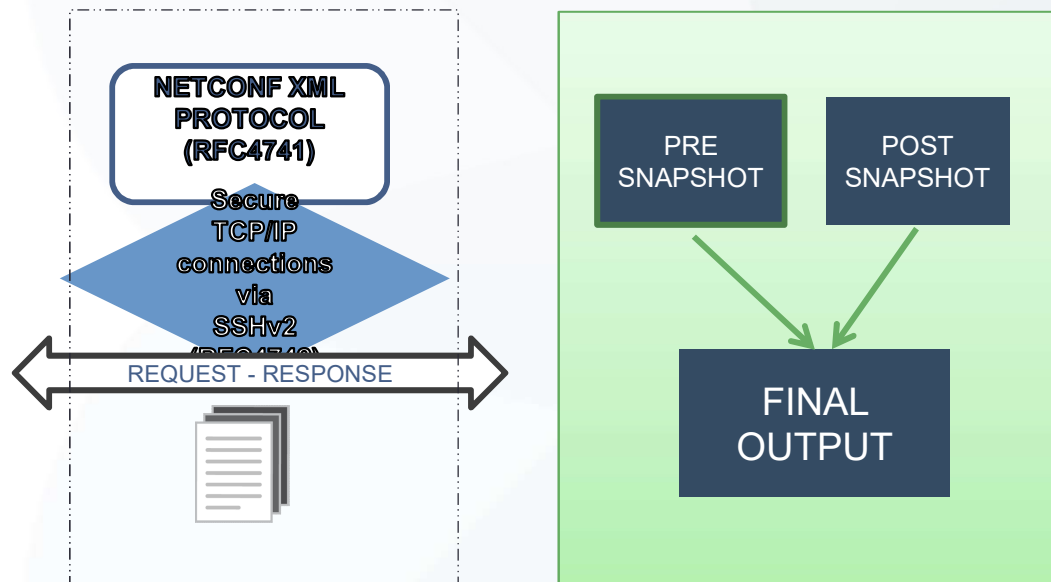 NETCONF XML
PROTOCOL
(RFC4741)
Secure
TCP/IP
connections
via
SSHv2
REQUEST - RESPONSE
PRE
SNAPSHOT
POST
SNAPSHOT
FINAL
OUTPUT